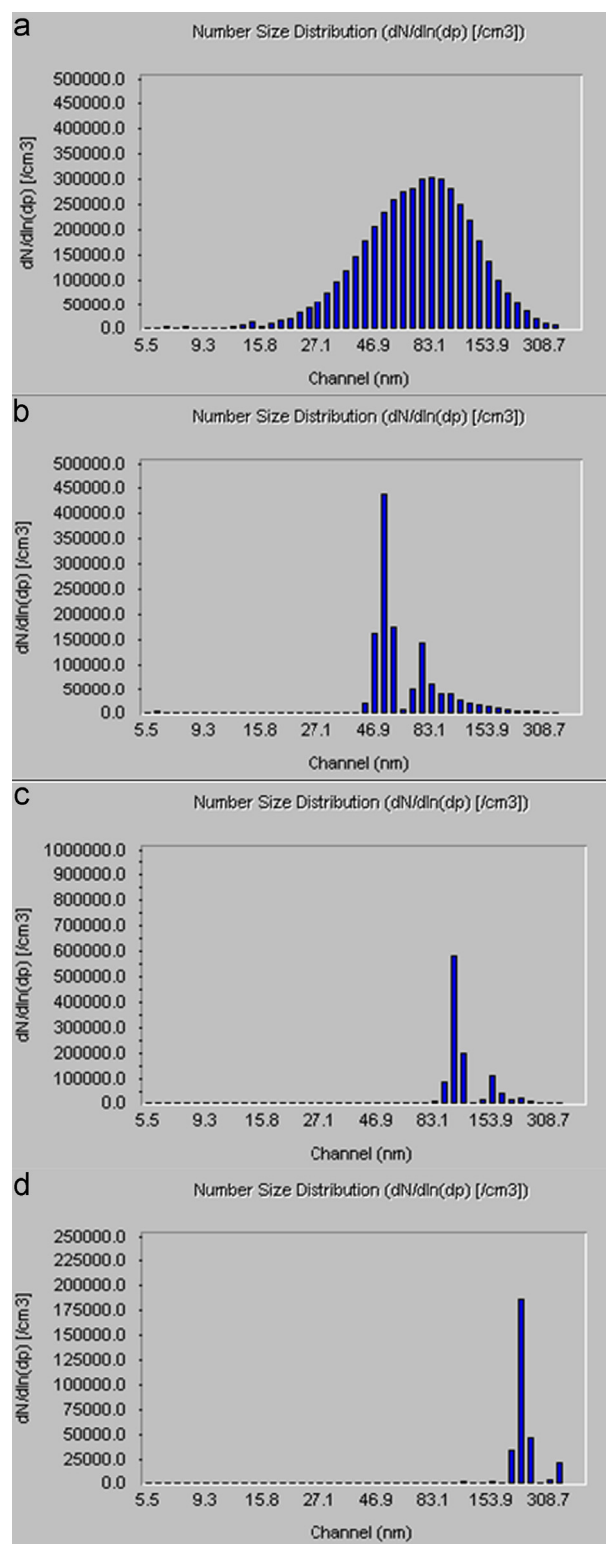 a
Number Size Distribution (dN/dln(dp) [/cm3])
dN/dln(dp) [/cm3]
500000.0
450000.0
400000.0
350000.0
300000.0
250000.0
200000.0
150000.0
100000.0
50000.0
0.0
5.5 9.3 15.8 27.1 46.9 83.1 153.9 308.7
Channel (nm)
b
Number Size Distribution (dN/dln(dp) [/cm3])
dN/dln(dp) [/cm3]
500000.0
450000.0
400000.0
350000.0
300000.0
250000.0
200000.0
150000.0
100000.0
50000.0
0.0
5.5 9.3 15.8 27.1 46.9 83.1 153.9 308.7
Channel (nm)
c
Number Size Distribution (dN/dln(dp) [/cm3])
dN/dln(dp) [/cm3]
1000000.0
900000.0
800000.0
700000.0
600000.0
500000.0
400000.0
300000.0
200000.0
100000.0
0.0
5.5 9.3 15.8 27.1 46.9 83.1 153.9 308.7
Channel (nm)
d
Number Size Distribution (dN/dln(dp) [/cm3])
dN/dln(dp) [/cm3]
250000.0
225000.0
200000.0
175000.0
150000.0
125000.0
100000.0
75000.0
50000.0
25000.0
0.0
5.5 9.3 15.8 27.1 46.9 83.1 153.9 308.7
Channel (nm)